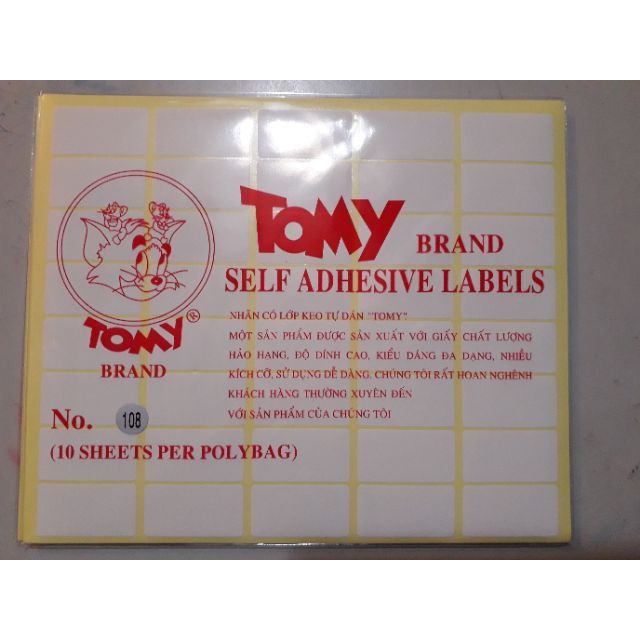 TOMY BRAND
SELF ADHESIVE LABELS
NHÃN CÓ LỚP KEO TỰ DÁN "TOMY"
MỘT SẢN PHẨM ĐƯỢC SẢN XUẤT VỚI GIẤY CHẤT LƯỢNG
HẢO HẠNG, ĐỘ DÍNH CAO, KIỂU DÁNG ĐA DẠNG, NHIỀU
KÍCH CỠ, SỬ DỤNG DỄ DÀNG. CHÚNG TÔI RẤT HOAN NGHÊNH
KHÁCH HÀNG THƯỜNG XUYÊN ĐẾN
VỚI SẢN PHẨM CỦA CHÚNG TÔI
TOMY®
BRAND
No. 108
(10 SHEETS PER POLYBAG)